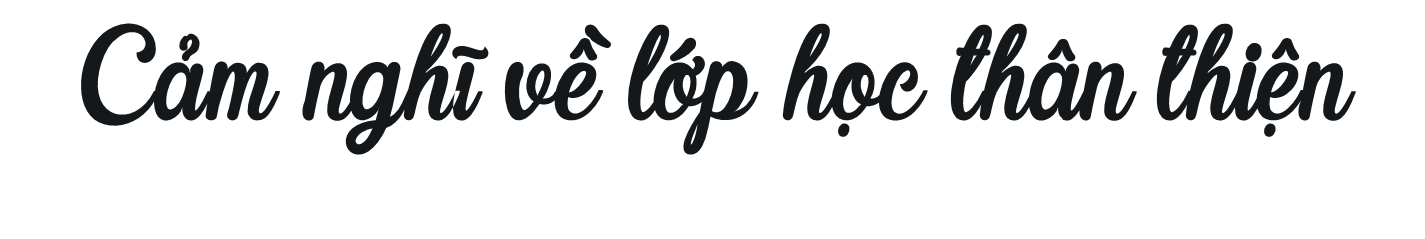 Cảm nghĩ về lớp học thân thiện